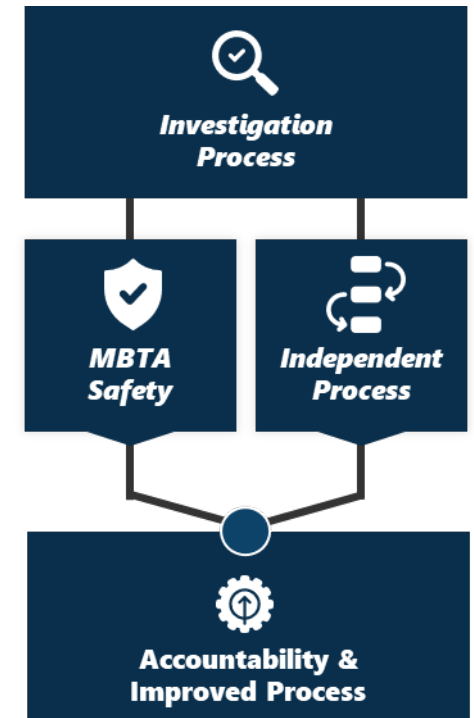 Investigation
Process
MBTA
Safety
Independent
Process
Accountability &
Improved Process